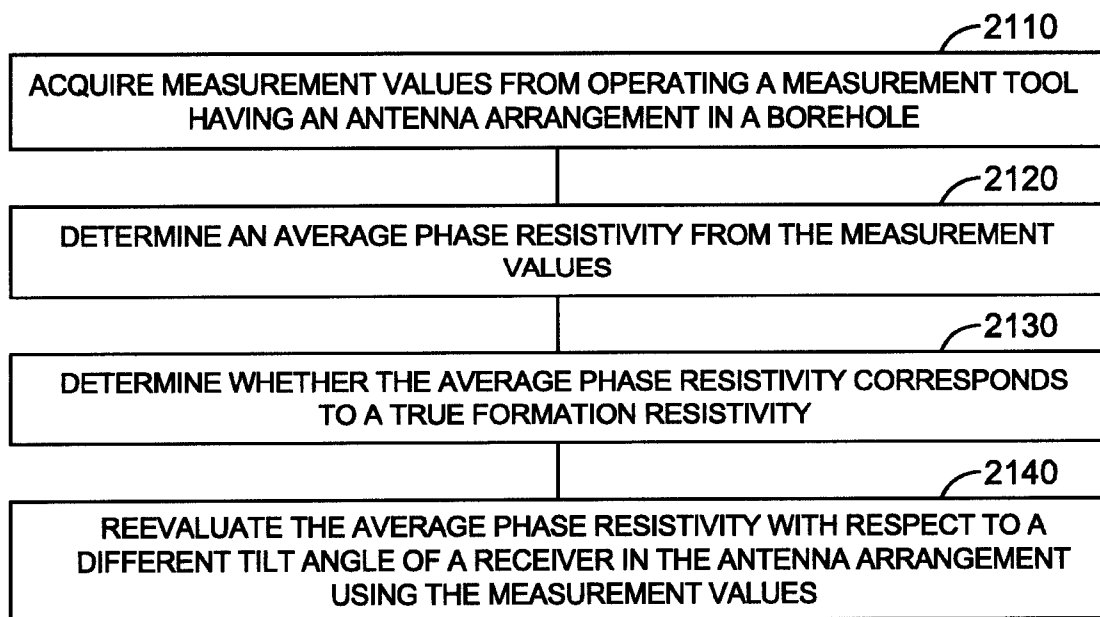 2110
ACQUIRE MEASUREMENT VALUES FROM OPERATING A MEASUREMENT TOOL
HAVING AN ANTENNA ARRANGEMENT IN A BOREHOLE
2120
DETERMINE AN AVERAGE PHASE RESISTIVITY FROM THE MEASUREMENT
VALUES
2130
DETERMINE WHETHER THE AVERAGE PHASE RESISTIVITY CORRESPONDS
TO A TRUE FORMATION RESISTIVITY
2140
REEVALUATE THE AVERAGE PHASE RESISTIVITY WITH RESPECT TO A
DIFFERENT TILT ANGLE OF A RECEIVER IN THE ANTENNA ARRANGEMENT
USING THE MEASUREMENT VALUES